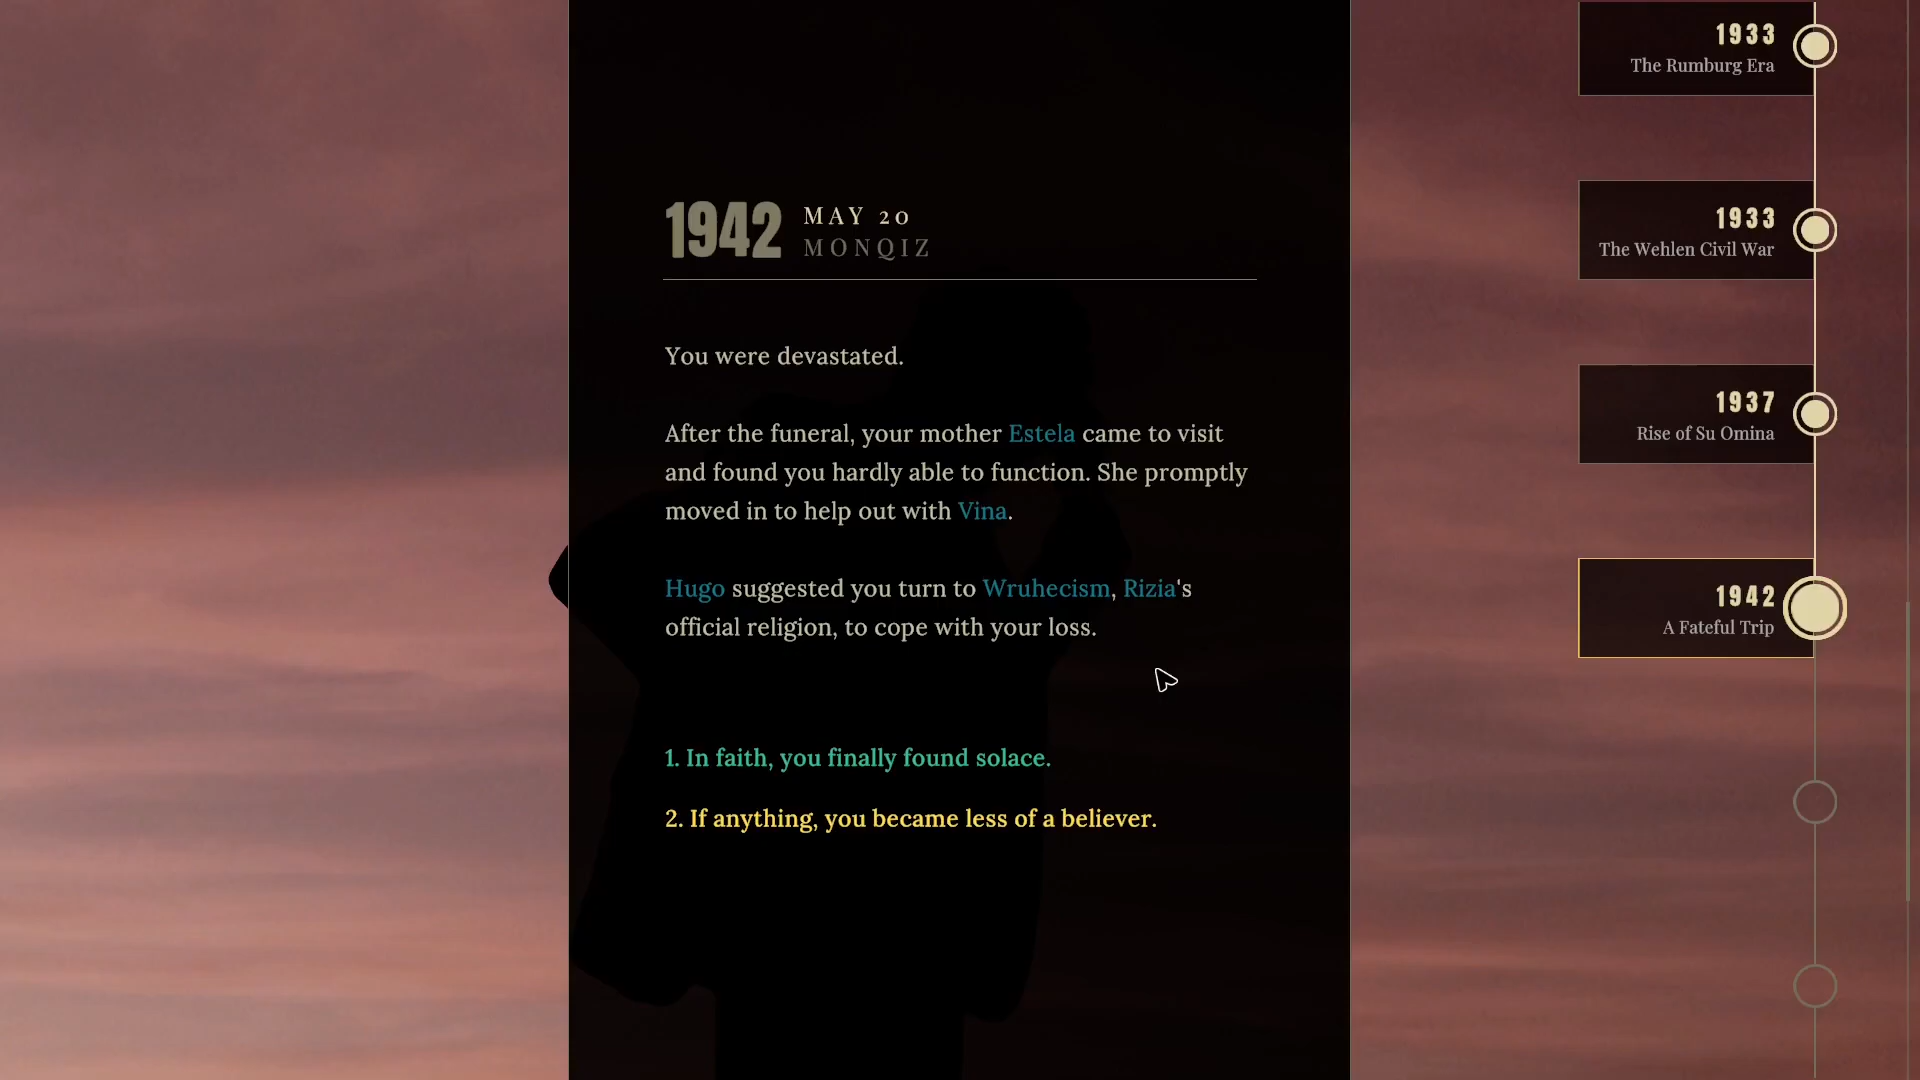 1942
MAY 20
MONQIZ
You were devastated.
After the funeral, your mother Estela came to visit
and found you hardly able to function. She promptly
moved in to help out with Vina.
Hugo suggested you turn to Wruhecism, Rizia's
official religion, to cope with your loss.
1. In faith, you finally found solace.
2. If anything, you became less of a believer.
1933
The Rumburg Era
1933
The Wehlen Civil War
1937
Rise of Su Omina
1942
A Fateful Trip